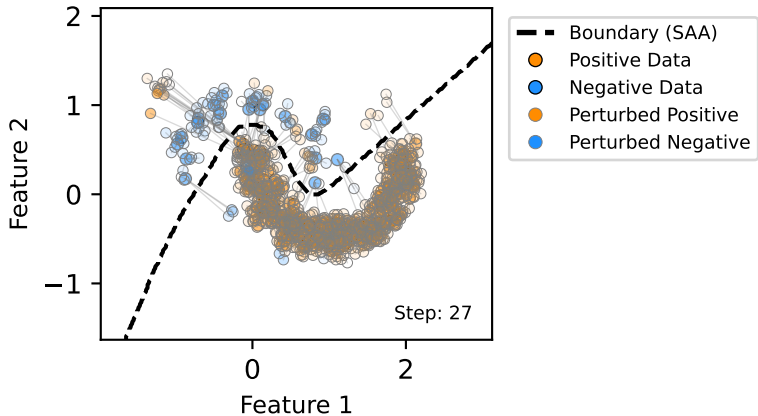 2
1
0
−1
Feature 2
0
2
Feature 1
Step: 27
Boundary (SAA)
Positive Data
Negative Data
Perturbed Positive
Perturbed Negative